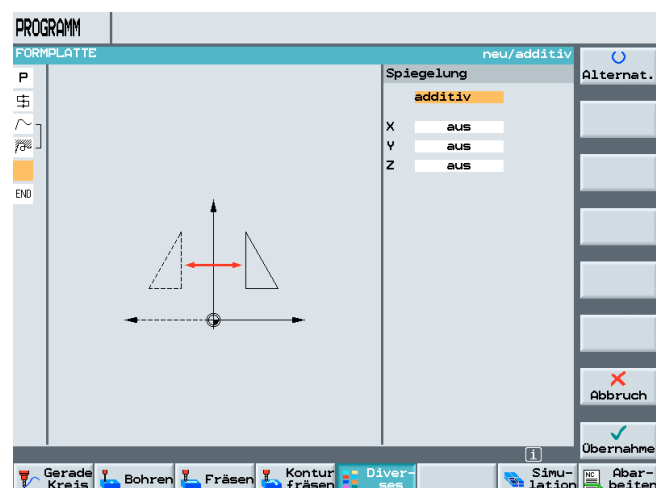 PROGRAMM
FORMPLATTE neu/additiv
Alternat.
P
END
Spiegelung
additiv
X aus
Y aus
Z aus
Abbruch
i
Übernahme
Gerade Bohren Fräsen Kontur Diver- Simu- NC Abar-
Kreis fräsen ses lation beiten